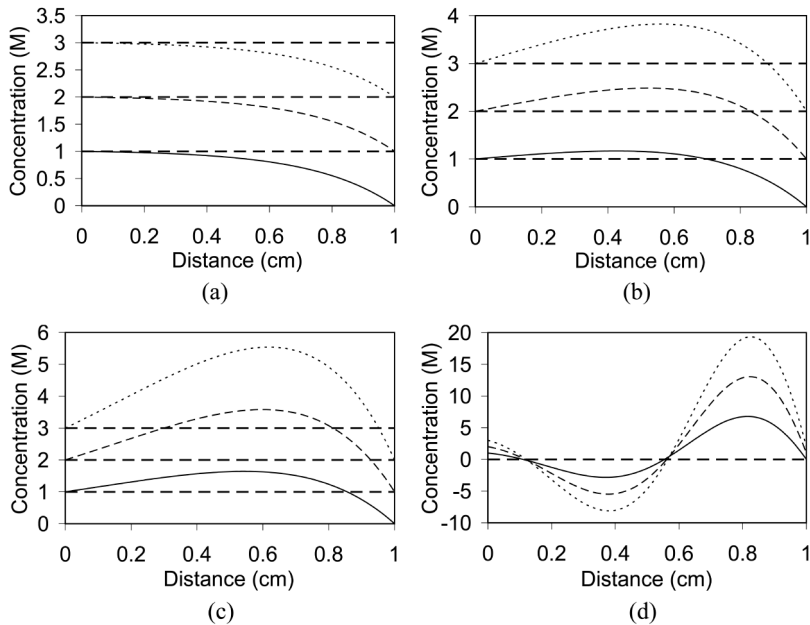 3.5
3
2.5
2
1.5
1
0.5
0
Concentration (M)
0 0.2 0.4 0.6 0.8 1
Distance (cm)
(a)
4
3
2
1
0
Concentration (M)
0 0.2 0.4 0.6 0.8 1
Distance (cm)
(b)
6
5
4
3
2
1
0
Concentration (M)
0 0.2 0.4 0.6 0.8 1
Distance (cm)
(c)
20
15
10
5
0
-5
-10
Concentration (M)
0 0.2 0.4 0.6 0.8 1
Distance (cm)
(d)